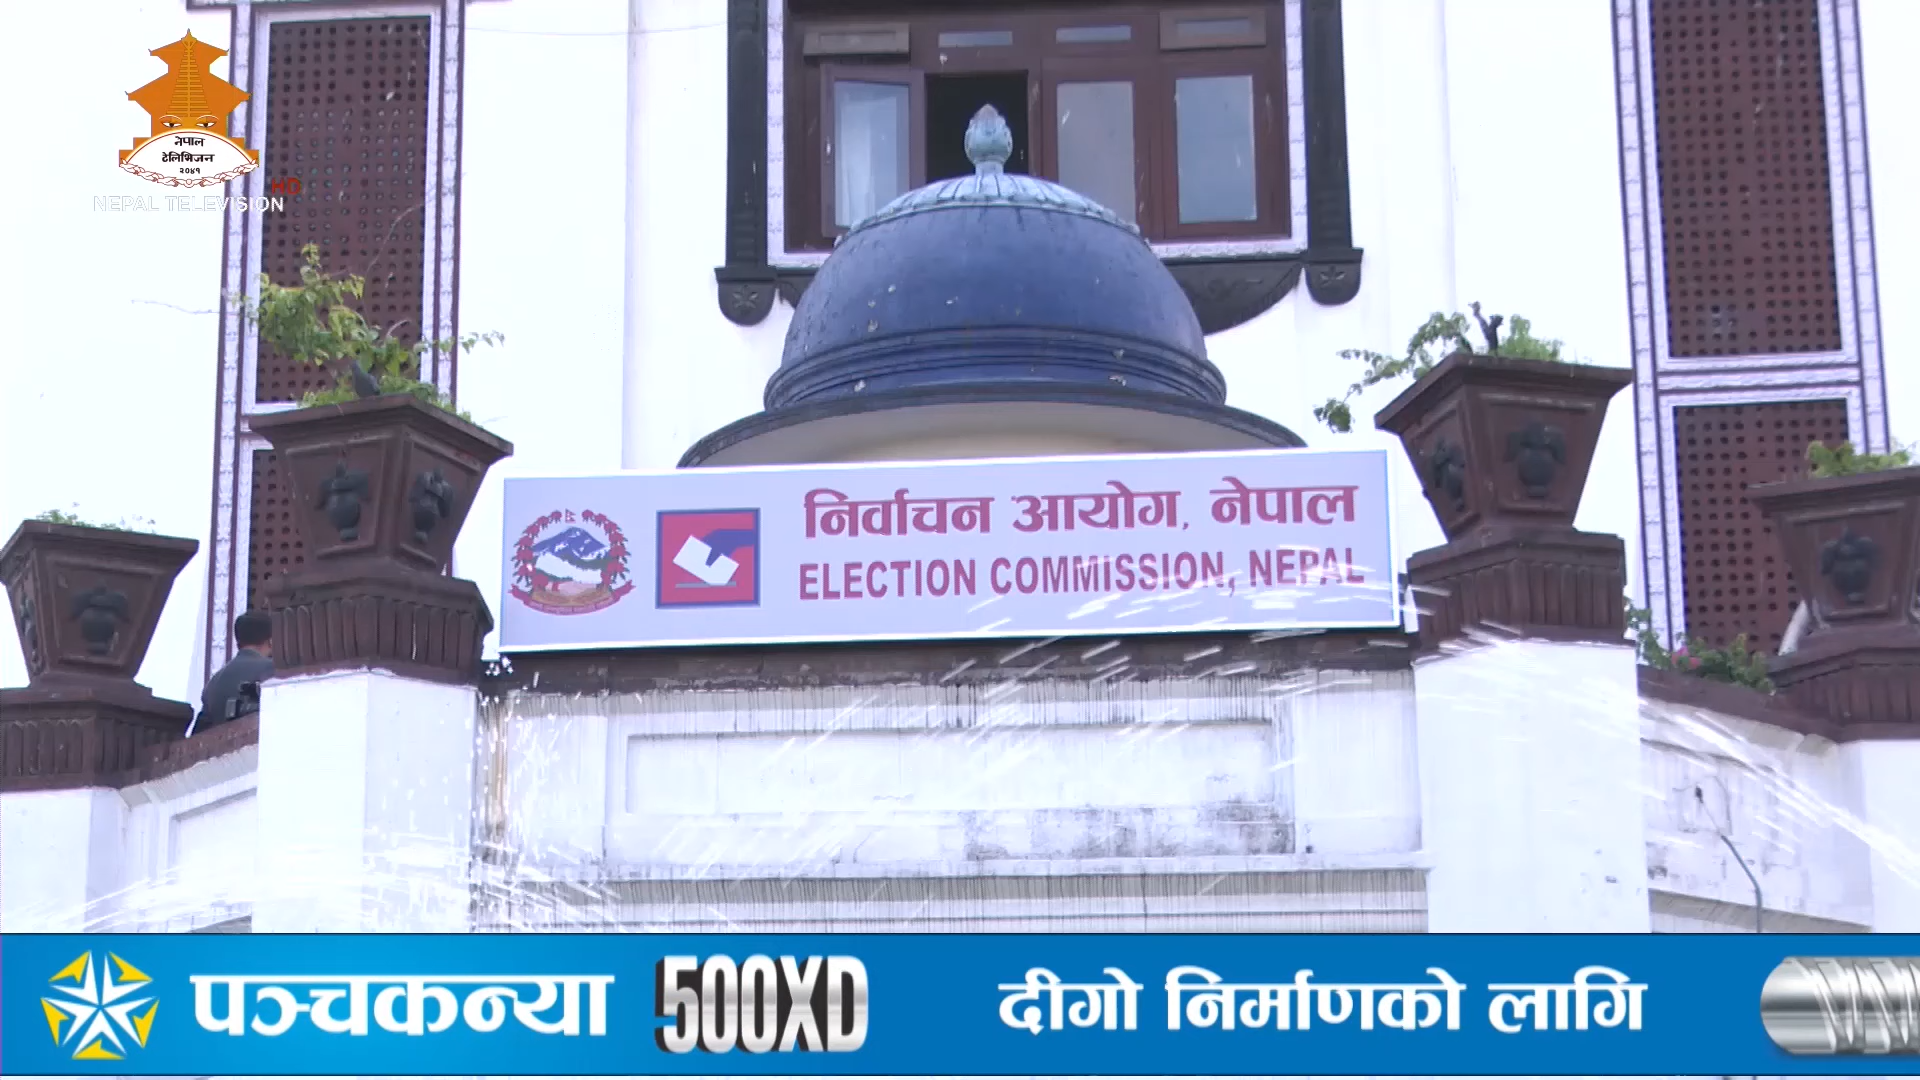 नेपाल
टेलिभिजन
२०४१
HD
NEPAL TELEVISION
निर्वाचन आयोग, नेपाल
ELECTION COMMISSION, NEPAL
पञ्चकन्या 500XD दीगो निर्माणको लागि